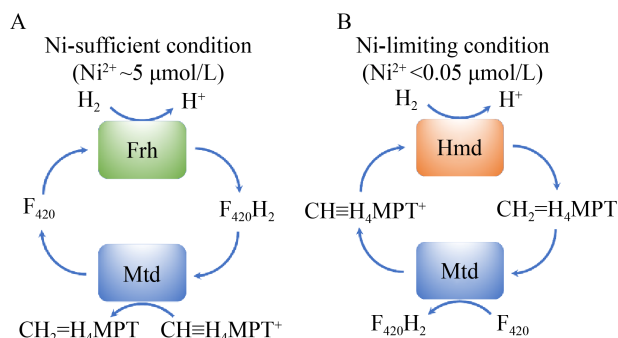 A
Ni-sufficient condition
(Ni²⁺ ~5 μmol/L)
H₂ H⁺
Frh
F₄₂₀ F₄₂₀H₂
Mtd
CH₂=H₄MPT CH≡H₄MPT⁺
B
Ni-limiting condition
(Ni²⁺ <0.05 μmol/L)
H₂ H⁺
Hmd
CH≡H₄MPT⁺ CH₂=H₄MPT
Mtd
F₄₂₀H₂ F₄₂₀